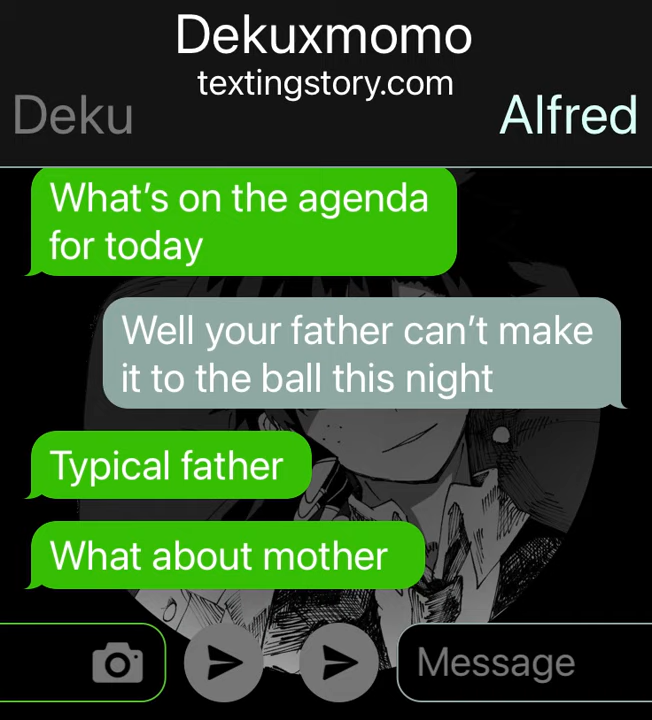 Dekuxmomo
textingstory.com
Deku
Alfred
What’s on the agenda
for today
Well your father can’t make
it to the ball this night
Typical father
What about mother
Message